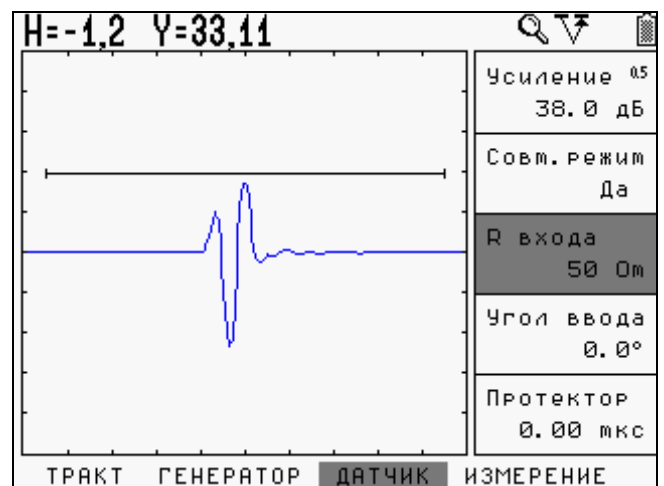 H=-1,2 Y=33,11
Усиление 0.5
38.0 дБ
Совм.режим
Да
R входа
50 Ом
Угол ввода
0.0°
Протектор
0.00 мкс
ТРАКТ ГЕНЕРАТОР ДАТЧИК ИЗМЕРЕНИЕ